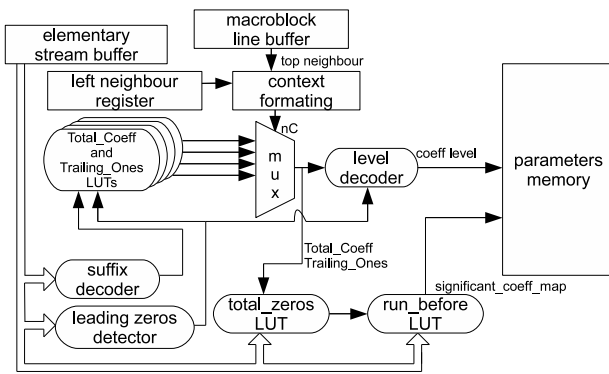 elementary
stream buffer
macroblock
line buffer
top neighbour
left neighbour
register
context
formating
nC
Total_Coeff
and
Trailing_Ones
LUTs
m
u
x
level
decoder
coeff level
parameters
memory
Total_Coeff
Trailing_Ones
suffix
decoder
leading zeros
detector
total_zeros
LUT
run_before
LUT
significant_coeff_map